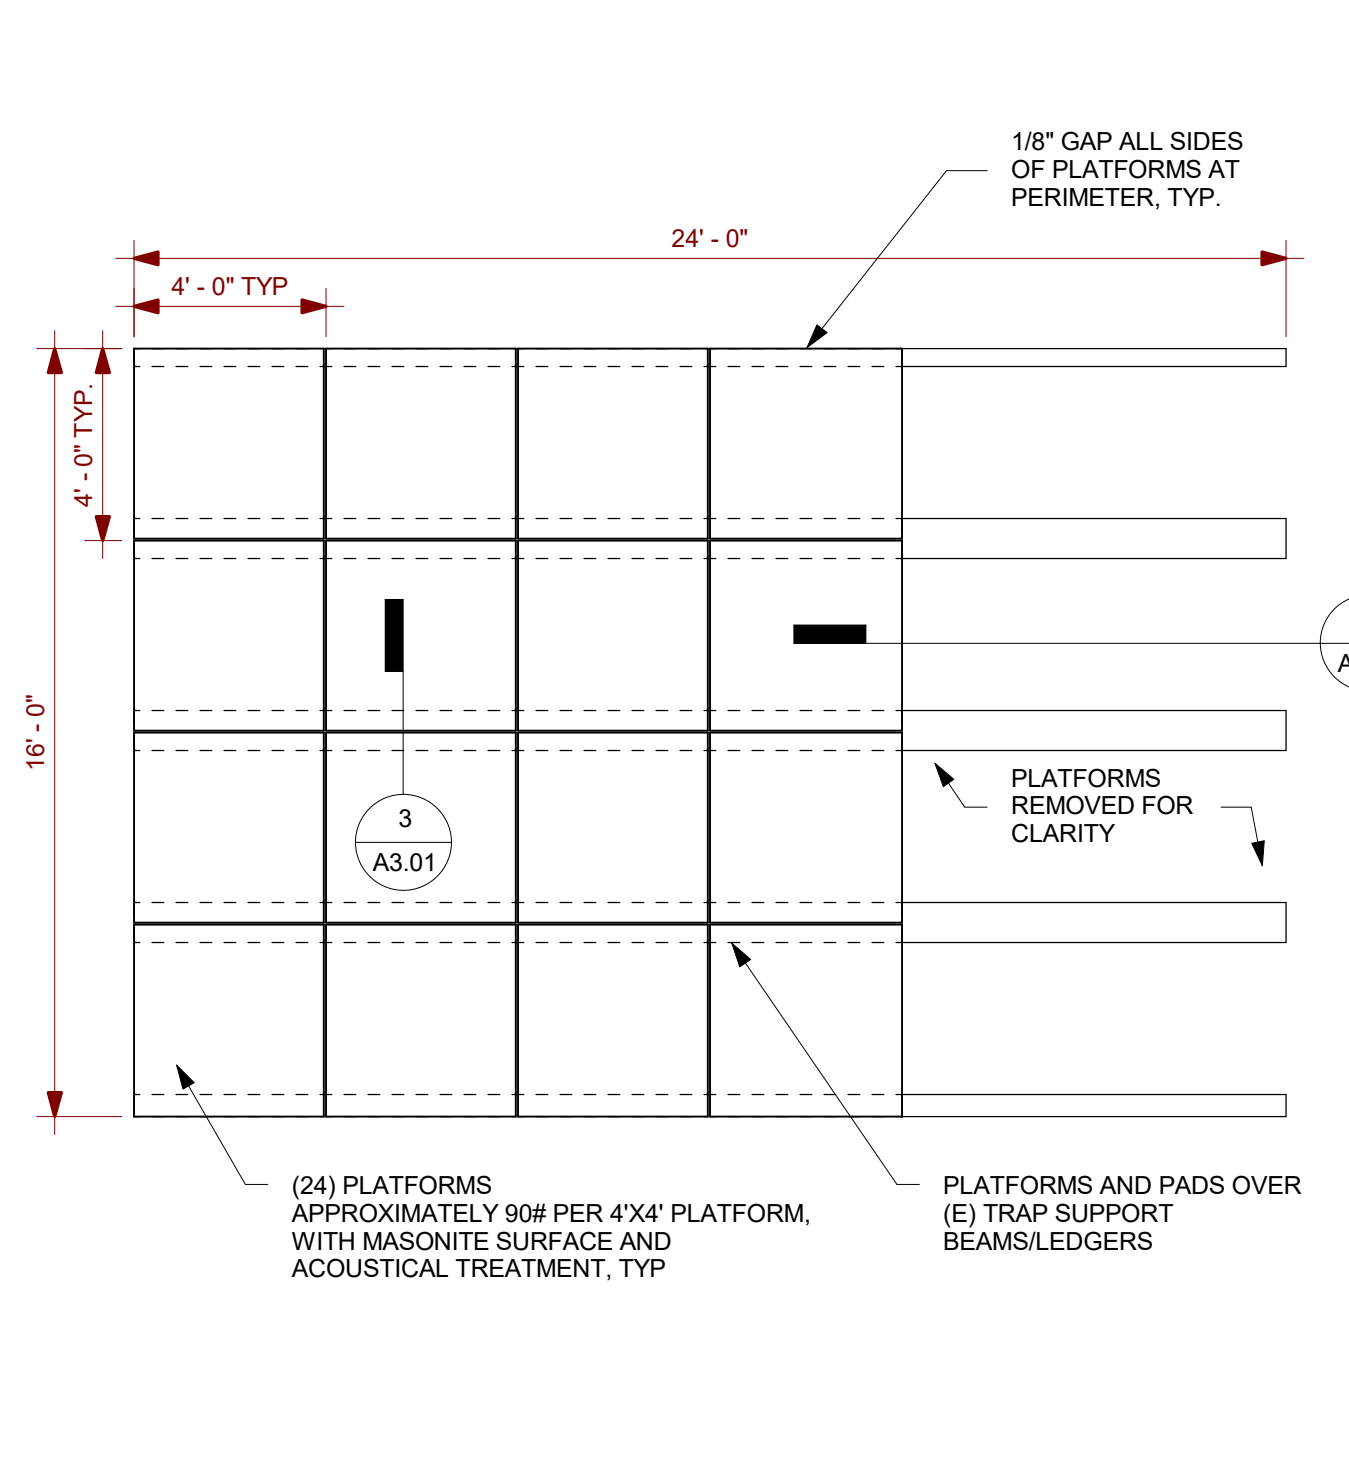 1/8" GAP ALL SIDES
OF PLATFORMS AT
PERIMETER, TYP.
24' - 0"
4' - 0" TYP
4' - 0" TYP.
16' - 0"
3
A3.01
A
PLATFORMS
REMOVED FOR
CLARITY
(24) PLATFORMS
APPROXIMATELY 90# PER 4'X4' PLATFORM,
WITH MASONITE SURFACE AND
ACOUSTICAL TREATMENT, TYP
PLATFORMS AND PADS OVER
(E) TRAP SUPPORT
BEAMS/LEDGERS